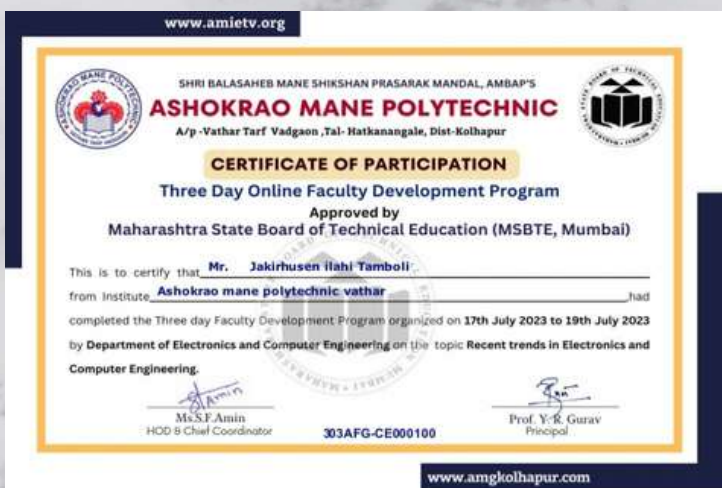 www.amietv.org
SHRI BALASAHEB MANE SHIKSHAN PRASARAK MANDAL, AMBAP'S
ASHOKRAO MANE POLYTECHNIC
A/p -Vathar Tarf Vadgaon ,Tal- Hatkanangale, Dist-Kolhapur
CERTIFICATE OF PARTICIPATION
Three Day Online Faculty Development Program
Approved by
Maharashtra State Board of Technical Education (MSBTE, Mumbai)
This is to certify that Mr. Jakirhusen ilahi Tamboli
from Institute Ashokrao mane polytechnic vathar had
completed the Three day Faculty Development Program organized on 17th July 2023 to 19th July 2023
by Department of Electronics and Computer Engineering on the topic Recent trends in Electronics and
Computer Engineering.
Ms.S.F.Amin
HOD & Chief Coordinator
303AFG-CE000100
Prof. Y. R. Gurav
Principal
www.amgkolhapur.com